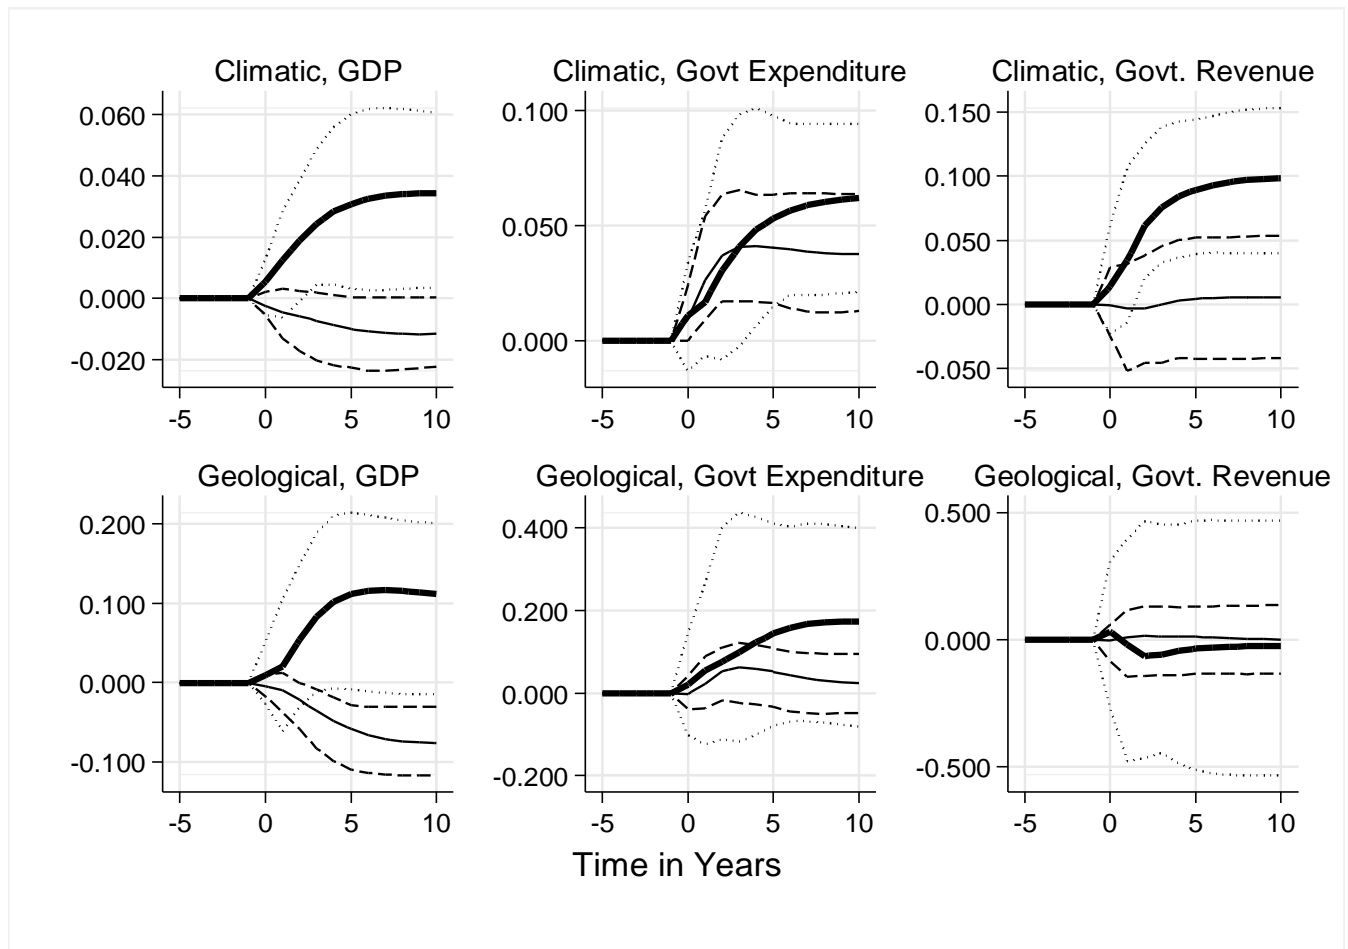 Climatic, GDP
0.060
0.040
0.020
0.000
-0.020
-5 0 5 10
Climatic, Govt Expenditure
0.100
0.050
0.000
-5 0 5 10
Climatic, Govt. Revenue
0.150
0.100
0.050
0.000
-0.050
-5 0 5 10
Geological, GDP
0.200
0.100
0.000
-0.100
-5 0 5 10
Geological, Govt Expenditure
0.400
0.200
0.000
-0.200
-5 0 5 10
Geological, Govt. Revenue
0.500
0.000
-0.500
-5 0 5 10
Time in Years